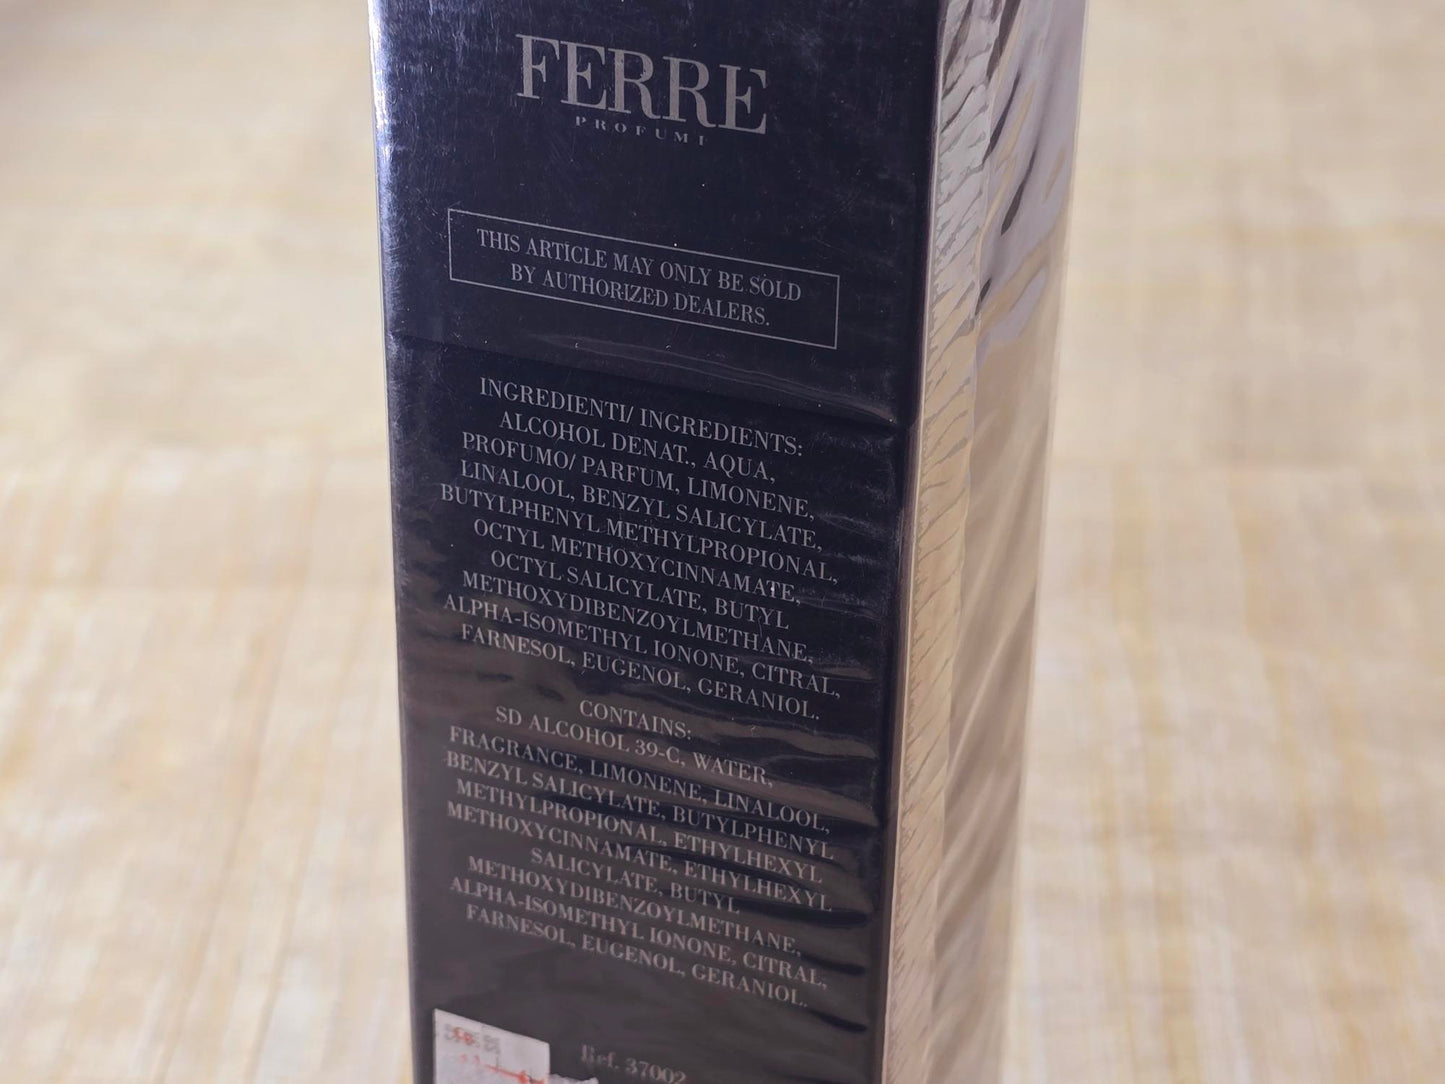 FERRE
PROFUMI
THIS ARTICLE MAY ONLY BE SOLD
BY AUTHORIZED DEALERS.
INGREDIENTI/ INGREDIENTS:
ALCOHOL DENAT., AQUA,
PROFUMO/ PARFUM, LIMONENE,
LINALOOL, BENZYL SALICYLATE,
BUTYLPHENYL METHYLPROPIONAL,
OCTYL METHOXYCINNAMATE,
OCTYL SALICYLATE, BUTYL
METHOXYDIBENZOYLMETHANE,
ALPHA-ISOMETHYL IONONE, CITRAL,
FARNESOL, EUGENOL, GERANIOL.
CONTAINS:
SD ALCOHOL 39-C, WATER,
FRAGRANCE, LIMONENE, LINALOOL,
BENZYL SALICYLATE, BUTYLPHENYL
METHYLPROPIONAL, ETHYLHEXYL
METHOXYCINNAMATE, ETHYLHEXYL
SALICYLATE, BUTYL
METHOXYDIBENZOYLMETHANE,
ALPHA-ISOMETHYL IONONE, CITRAL,
FARNESOL, EUGENOL, GERANIOL.
Ref. 37002